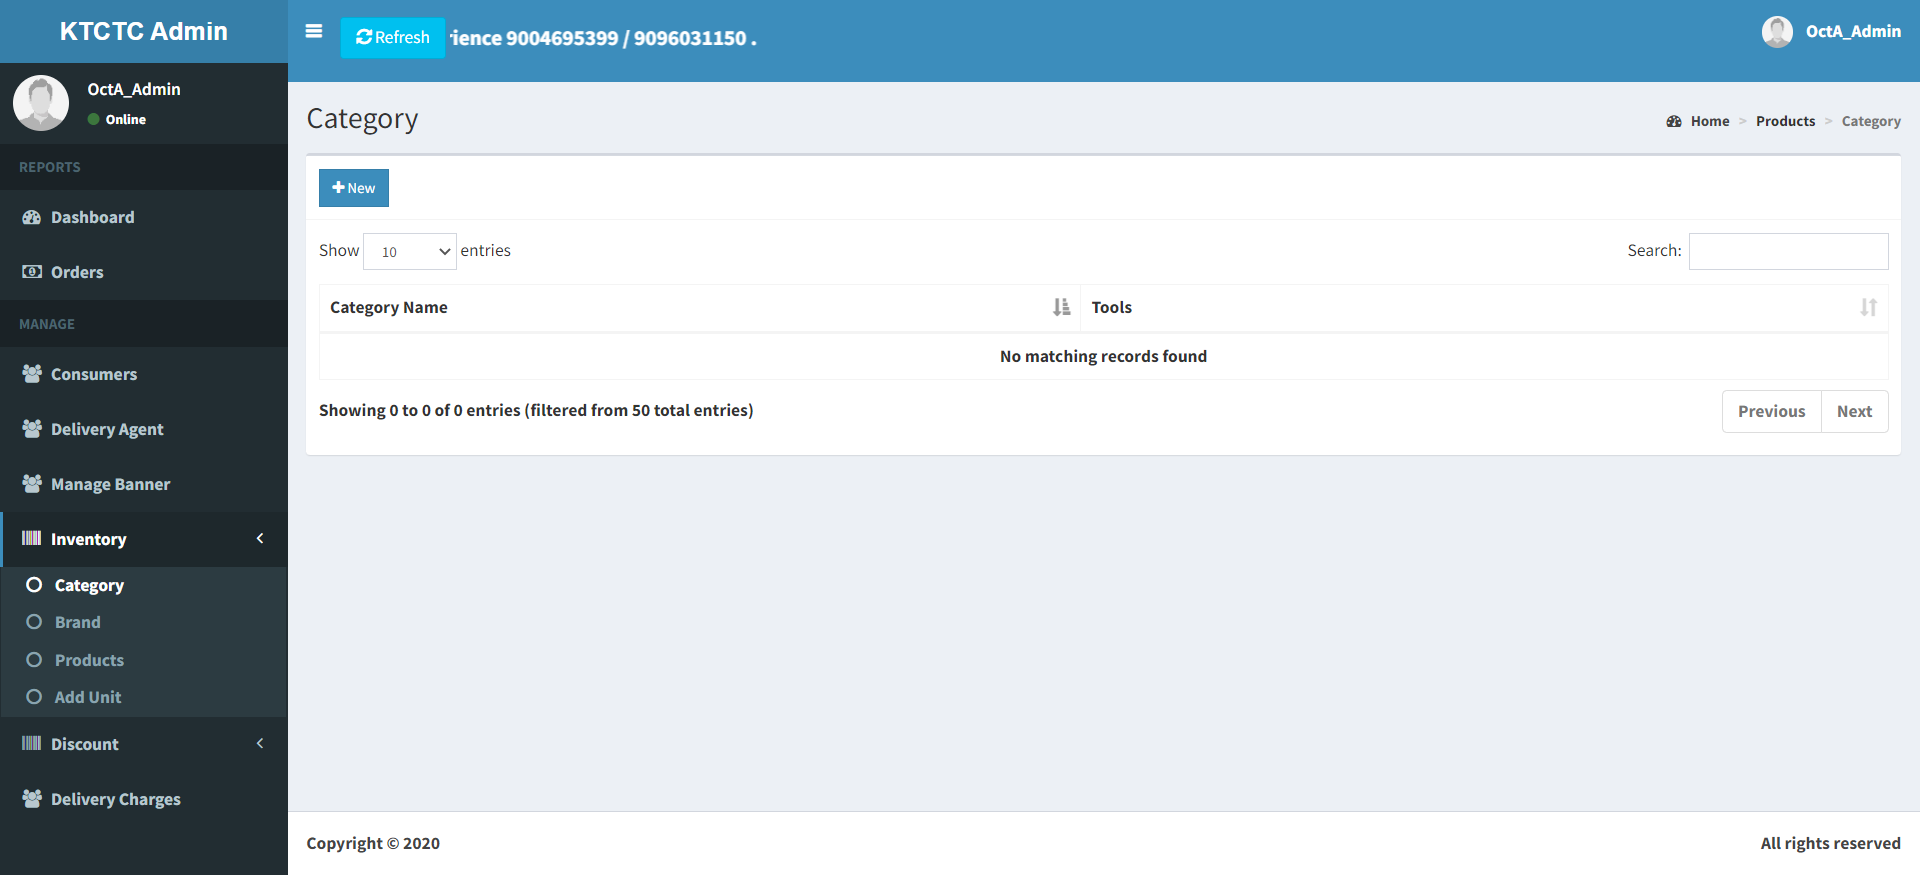 KTCTC Admin
Refresh
rience 9004695399 / 9096031150 .
OctA_Admin
OctA_Admin
Online
REPORTS
Dashboard
Orders
MANAGE
Consumers
Delivery Agent
Manage Banner
Inventory
Category
Brand
Products
Add Unit
Discount
Delivery Charges
Category
Home > Products > Category
New
Show 10 entries
Search:
Category Name Tools
No matching records found
Showing 0 to 0 of 0 entries (filtered from 50 total entries)
Previous Next
Copyright © 2020
All rights reserved